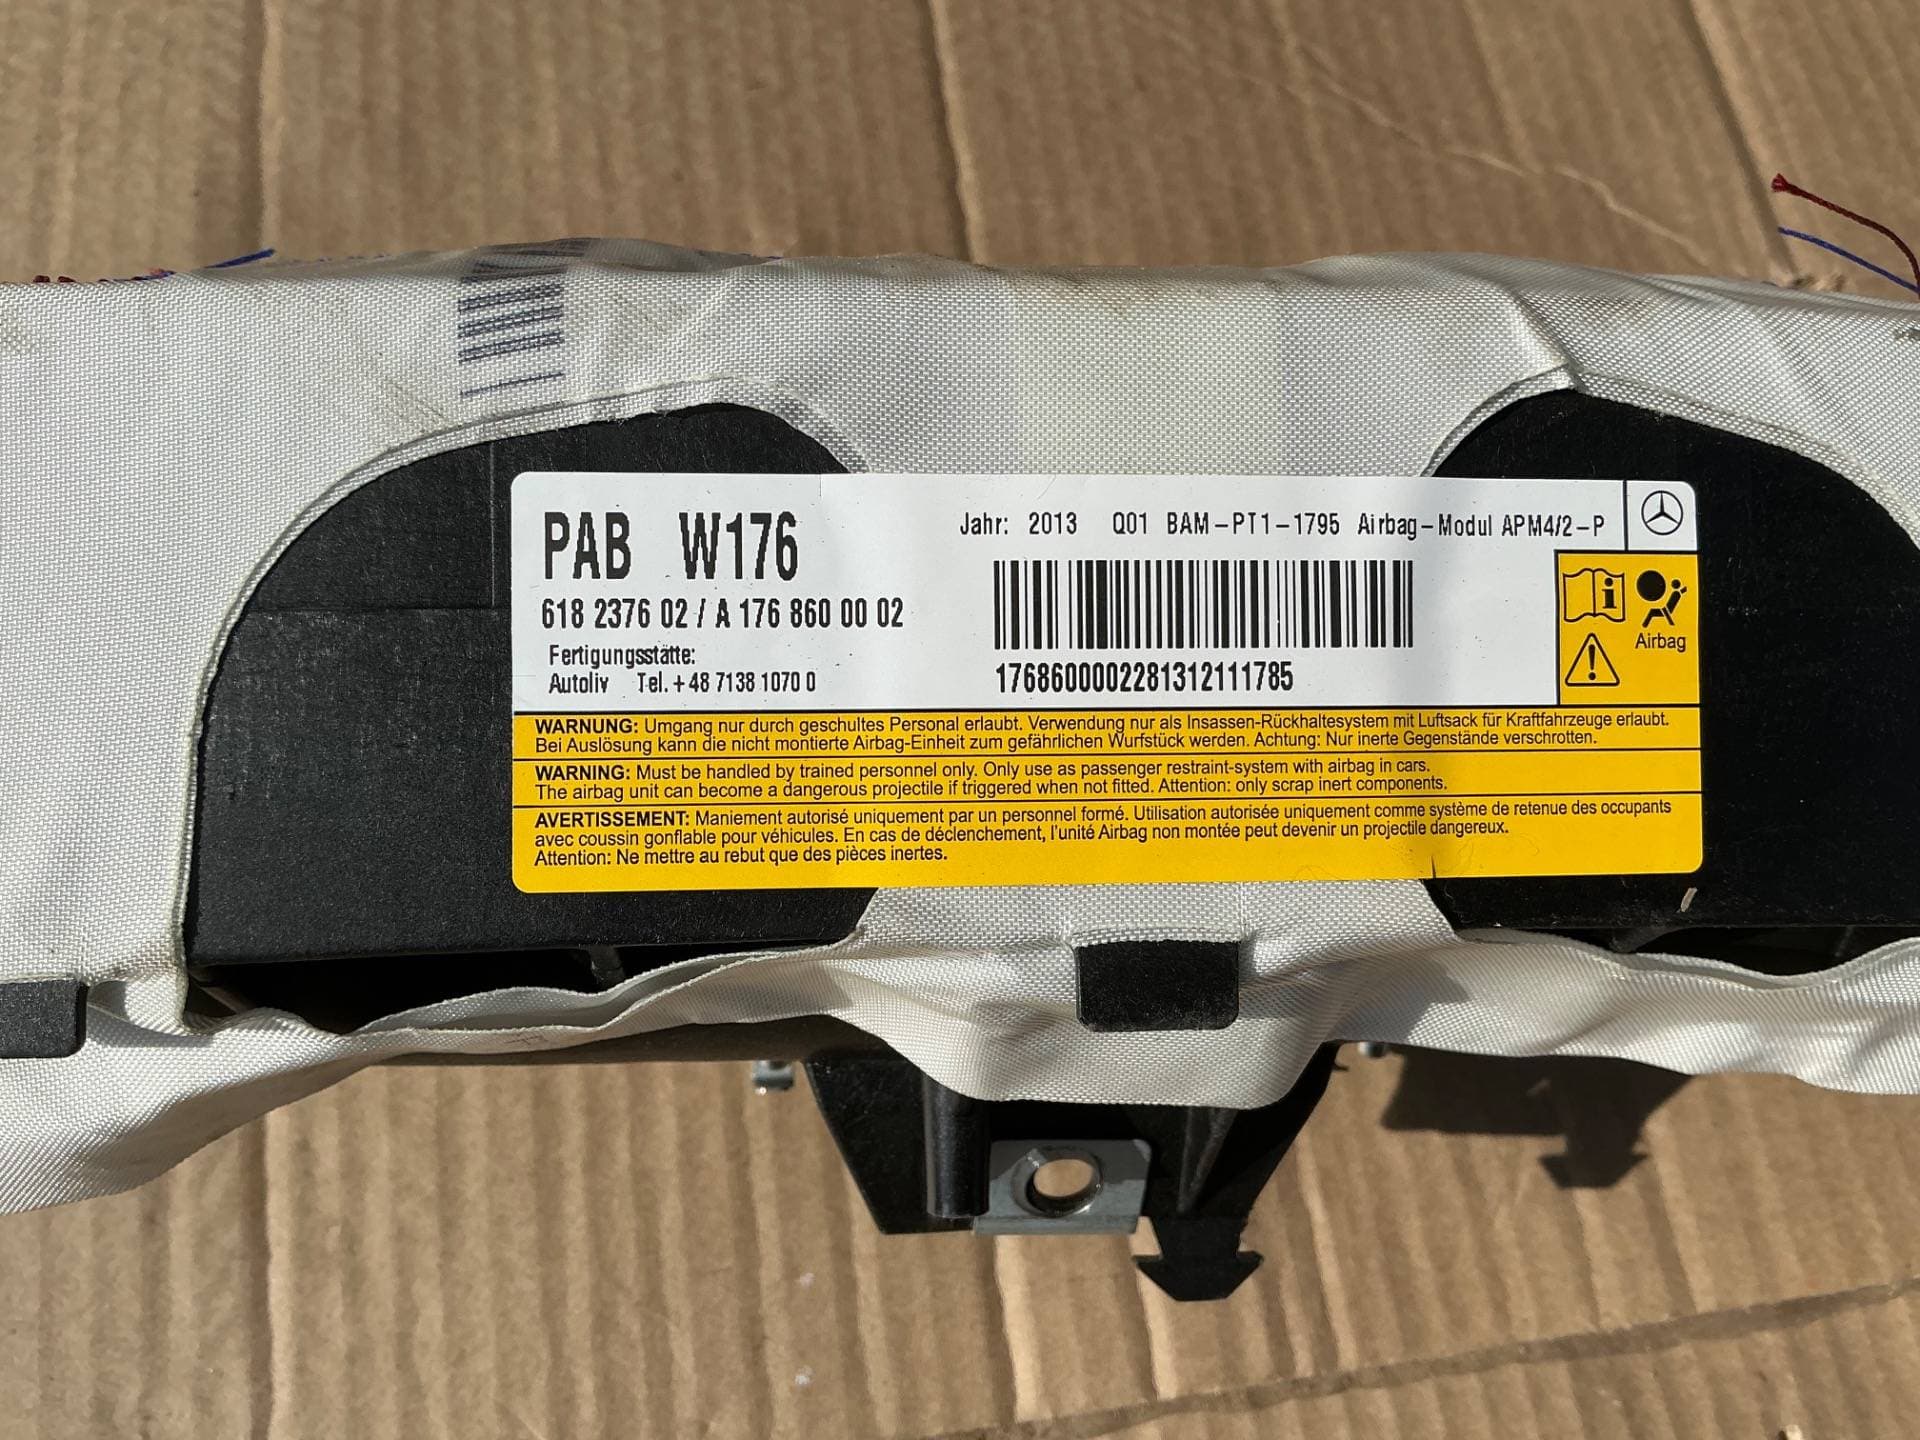 PAB W176
618 2376 02 / A 176 860 00 02
Fertigungsstätte:
Autoliv Tel. +48 7138 1070 0
Jahr: 2013 Q01 BAM-PT1-1795 Airbag-Modul APM4/2-P
1768600002281312111785
Airbag
WARNUNG: Umgang nur durch geschultes Personal erlaubt. Verwendung nur als Insassen-Rückhaltesystem mit Luftsack für Kraftfahrzeuge erlaubt.
Bei Auslösung kann die nicht montierte Airbag-Einheit zum gefährlichen Wurfstück werden. Achtung: Nur inerte Gegenstände verschrotten.
WARNING: Must be handled by trained personnel only. Only use as passenger restraint-system with airbag in cars.
The airbag unit can become a dangerous projectile if triggered when not fitted. Attention: only scrap inert components.
AVERTISSEMENT: Maniement autorisé uniquement par un personnel formé. Utilisation autorisée uniquement comme système de retenue des occupants
avec coussin gonflable pour véhicules. En cas de déclenchement, l'unité Airbag non montée peut devenir un projectile dangereux.
Attention: Ne mettre au rebut que des pièces inertes.